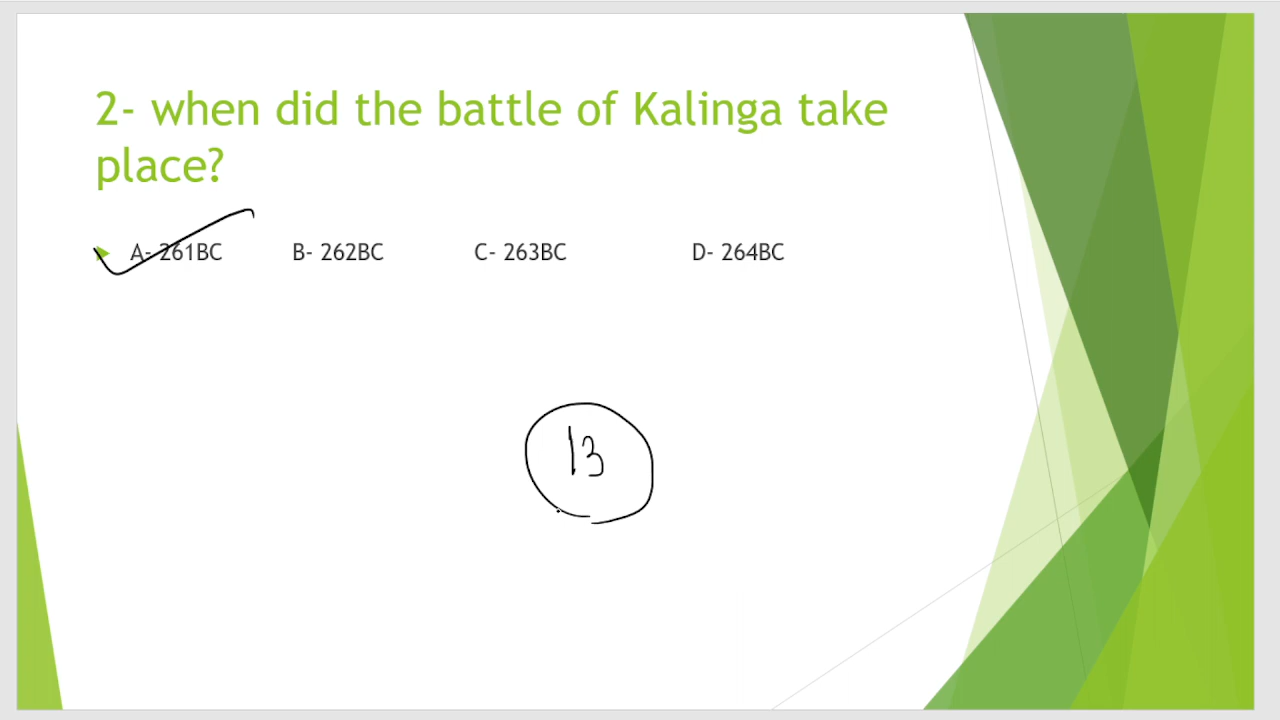 2- when did the battle of Kalinga take
place?
A- 261BC B- 262BC C- 263BC D- 264BC
13